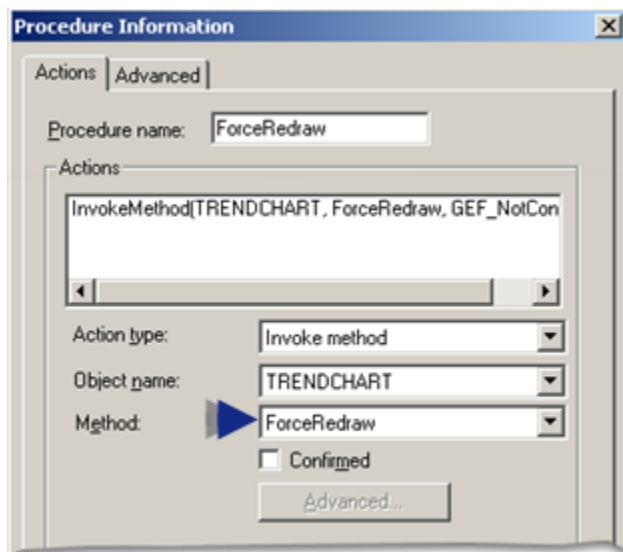 Procedure Information
Actions Advanced
Procedure name: ForceRedraw
Actions
InvokeMethod(TRENDCHART, ForceRedraw, GEF_NotCon
Action type: Invoke method
Object name: TRENDCHART
Method: ForceRedraw
Confirmed
Advanced...